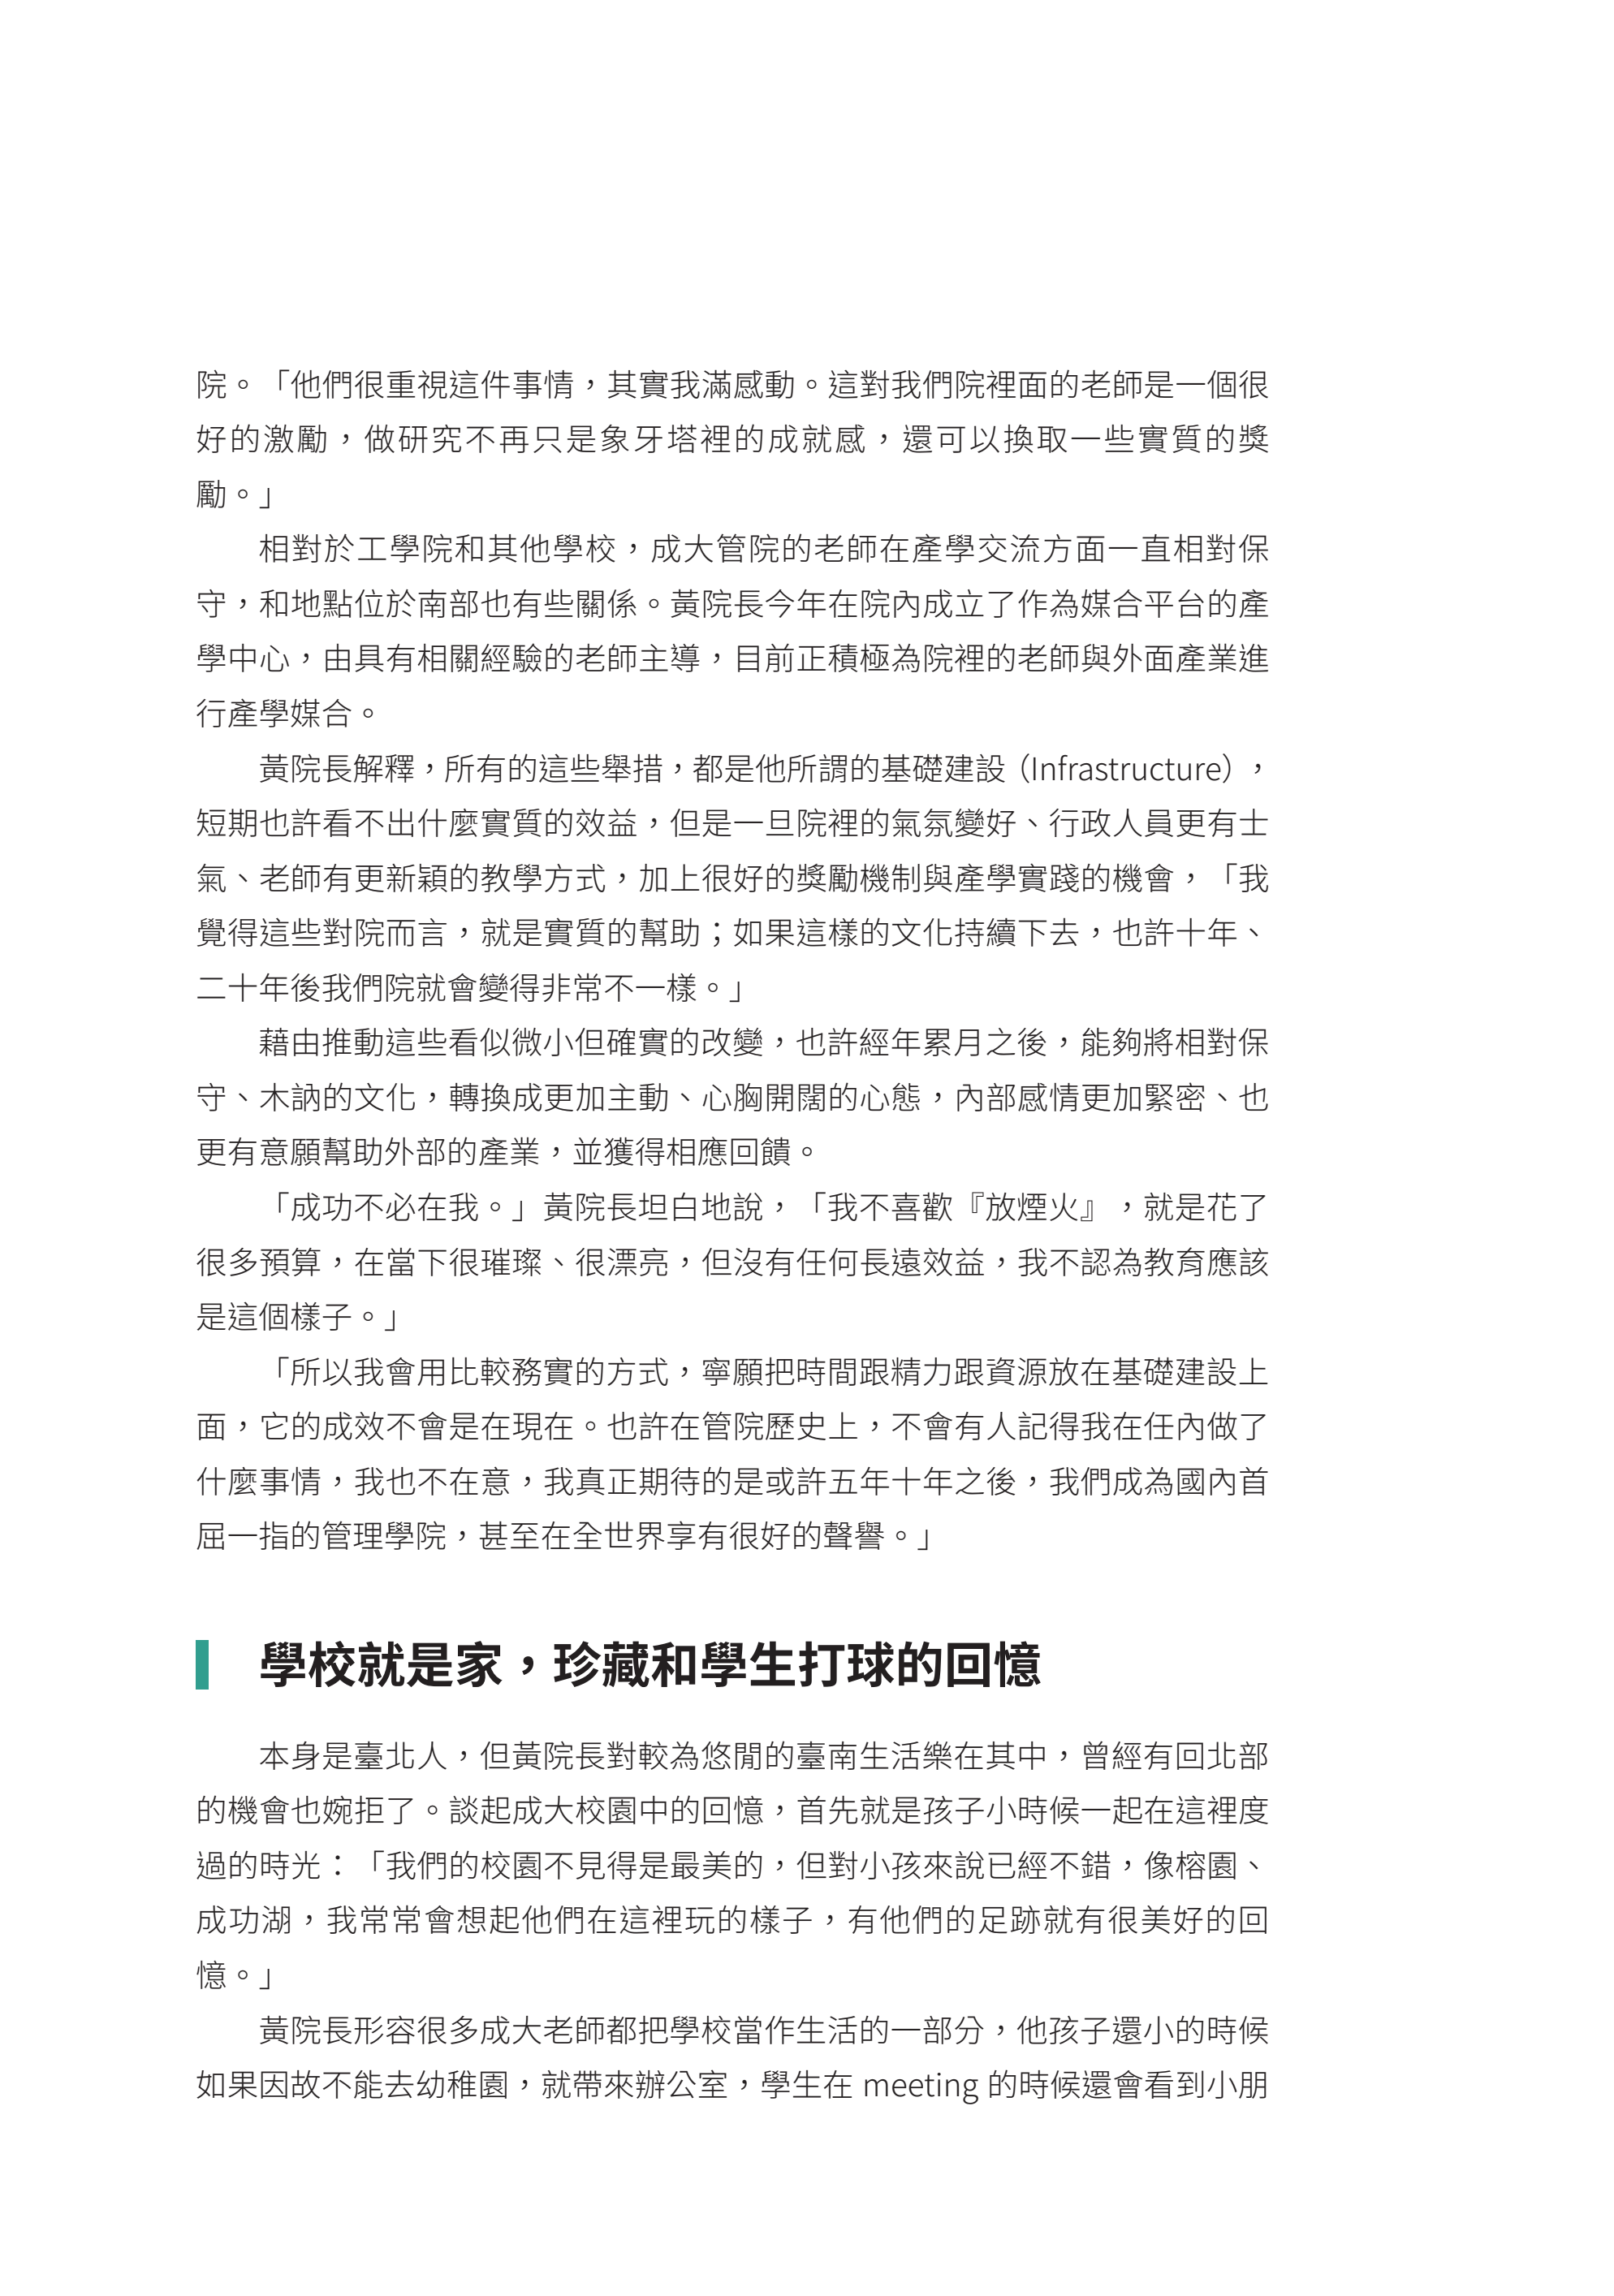 院。「他們很重視這件事情，其實我滿感動。這對我們院裡面的老師是一個很
好的激勵，做研究不再只是象牙塔裡的成就感，還可以換取一些實質的獎
勵。」
相對於工學院和其他學校，成大管院的老師在產學交流方面一直相對保
守，和地點位於南部也有些關係。黃院長今年在院內成立了作為媒合平台的產
學中心，由具有相關經驗的老師主導，目前正積極為院裡的老師與外面產業進
行產學媒合。
黃院長解釋，所有的這些舉措，都是他所謂的基礎建設（Infrastructure），
短期也許看不出什麼實質的效益，但是一旦院裡的氣氛變好、行政人員更有士
氣、老師有更新穎的教學方式，加上很好的獎勵機制與產學實踐的機會，「我
覺得這些對院而言，就是實質的幫助；如果這樣的文化持續下去，也許十年、
二十年後我們院就會變得非常不一樣。」
藉由推動這些看似微小但確實的改變，也許經年累月之後，能夠將相對保
守、木訥的文化，轉換成更加主動、心胸開闊的心態，內部感情更加緊密、也
更有意願幫助外部的產業，並獲得相應回饋。
「成功不必在我。」黃院長坦白地說，「我不喜歡『放煙火』，就是花了
很多預算，在當下很璀璨、很漂亮，但沒有任何長遠效益，我不認為教育應該
是這個樣子。」
「所以我會用比較務實的方式，寧願把時間跟精力跟資源放在基礎建設上
面，它的成效不會是在現在。也許在管院歷史上，不會有人記得我在任內做了
什麼事情，我也不在意，我真正期待的是或許五年十年之後，我們成為國內首
屈一指的管理學院，甚至在全世界享有很好的聲譽。」
學校就是家，珍藏和學生打球的回憶
本身是臺北人，但黃院長對較為悠閒的臺南生活樂在其中，曾經有回北部
的機會也婉拒了。談起成大校園中的回憶，首先就是孩子小時候一起在這裡度
過的時光：「我們的校園不見得是最美的，但對小孩來說已經不錯，像榕園、
成功湖，我常常會想起他們在這裡玩的樣子，有他們的足跡就有很美好的回
憶。」
黃院長形容很多成大老師都把學校當作生活的一部分，他孩子還小的時候
如果因故不能去幼稚園，就帶來辦公室，學生在 meeting 的時候還會看到小朋